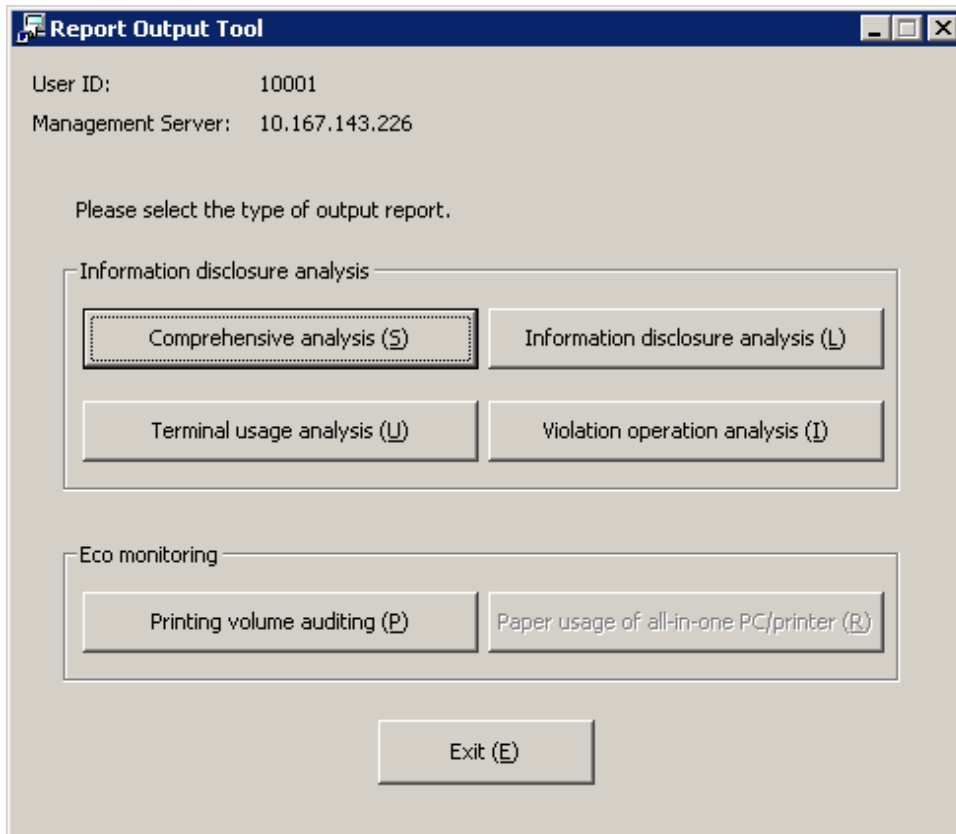 Report Output Tool
User ID: 10001
Management Server: 10.167.143.226
Please select the type of output report.
Information disclosure analysis
Comprehensive analysis (S) Information disclosure analysis (L)
Terminal usage analysis (U) Violation operation analysis (I)
Eco monitoring
Printing volume auditing (P) Paper usage of all-in-one PC/printer (R)
Exit (E)